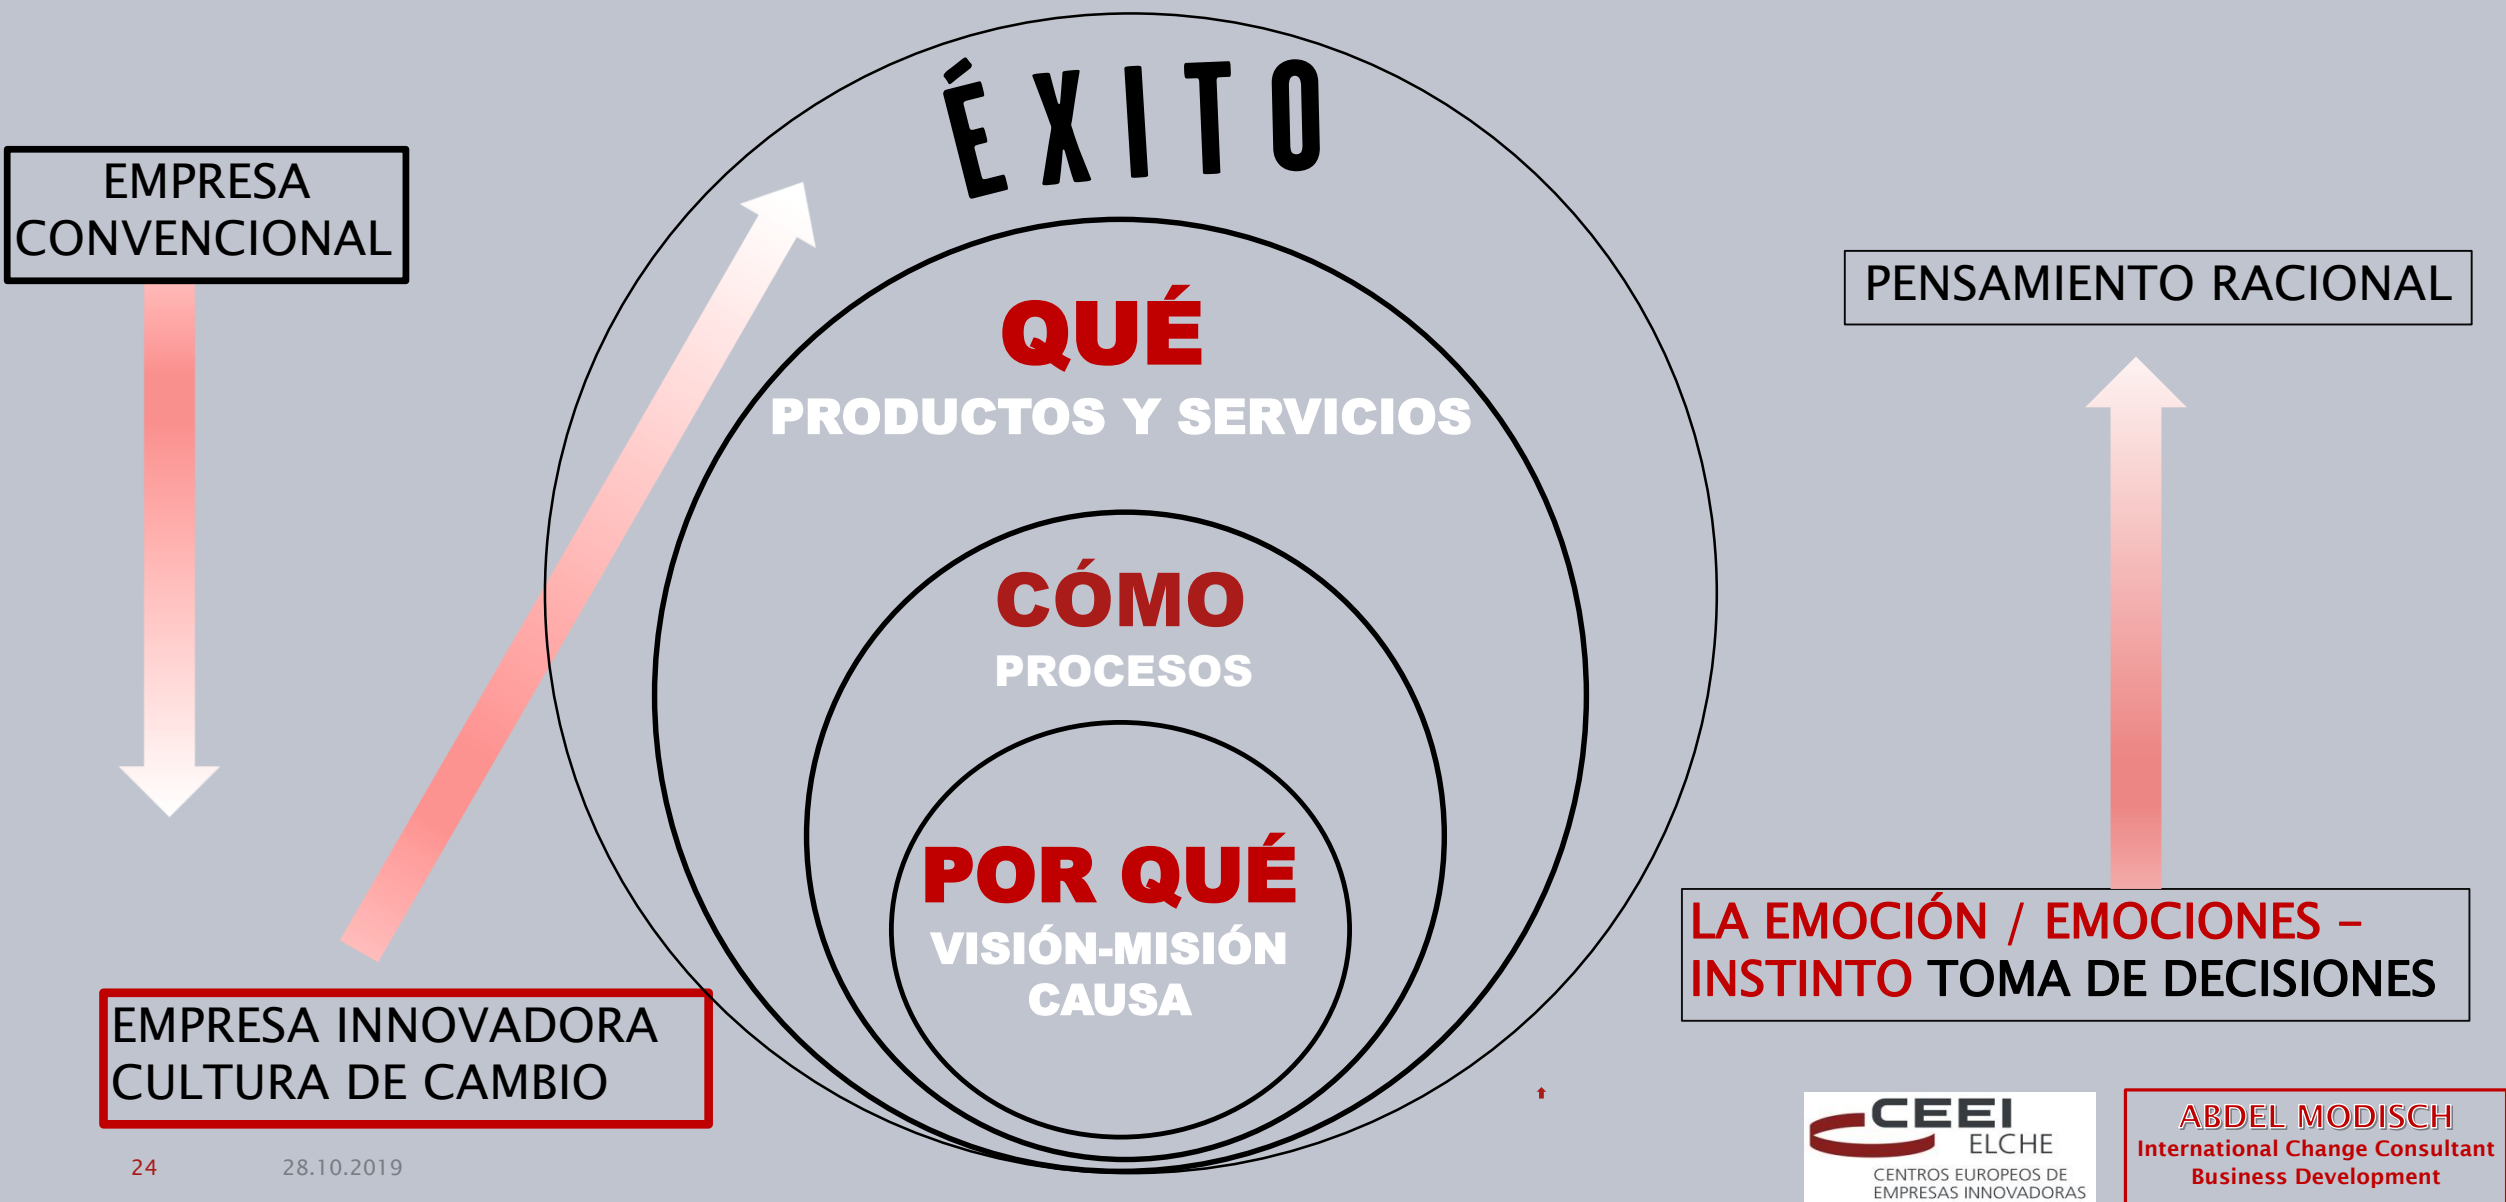 ÉXITO
EMPRESA
CONVENCIONAL
PENSAMIENTO RACIONAL
QUÉ
PRODUCTOS Y SERVICIOS
CÓMO
PROCESOS
POR QUÉ
VISIÓN-MISIÓN
CAUSA
LA EMOCIÓN / EMOCIONES –
INSTINTO TOMA DE DECISIONES
EMPRESA INNOVADORA
CULTURA DE CAMBIO
24
28.10.2019
CEEI
ELCHE
CENTROS EUROPEOS DE
EMPRESAS INNOVADORAS
ABDEL MODISCH
International Change Consultant
Business Development